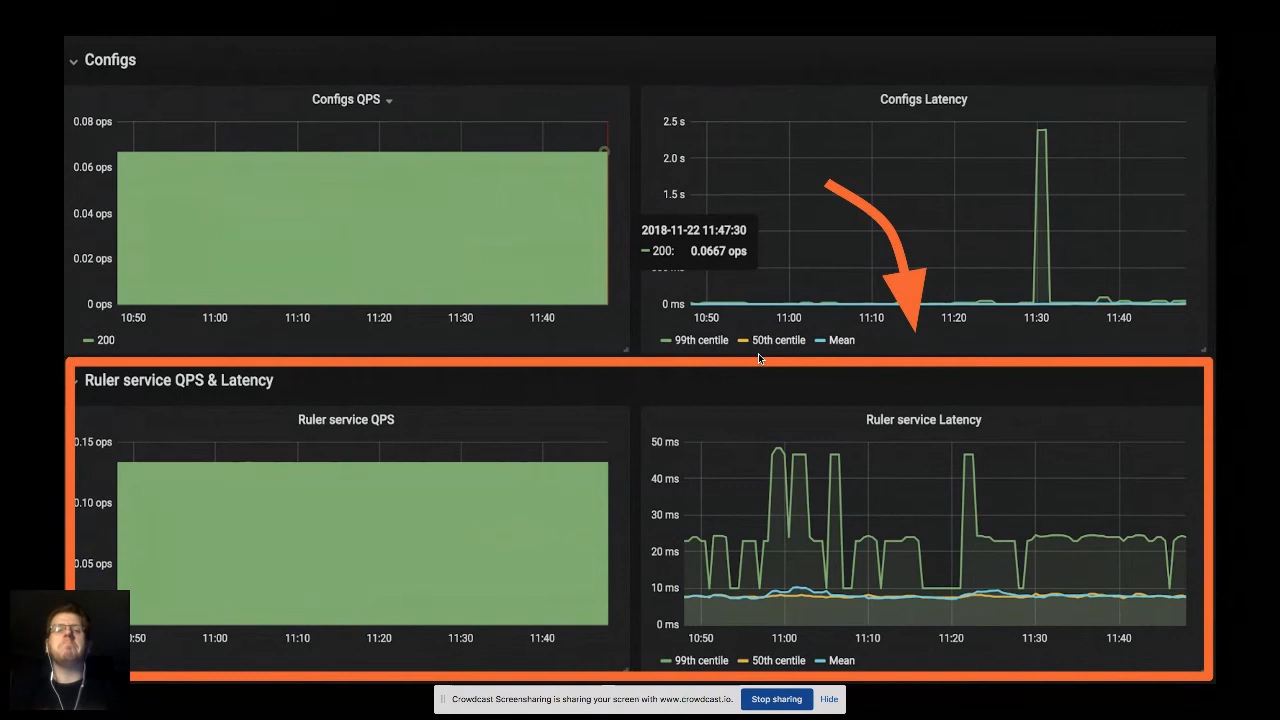 Configs
Configs QPS
0.08 ops
0.06 ops
0.04 ops
0.02 ops
0 ops
10:50 11:00 11:10 11:20 11:30 11:40
200
Configs Latency
2.5 s
2.0 s
1.5 s
0 ms
10:50 11:00 11:10 11:20 11:30 11:40
99th centile 50th centile Mean
2018-11-22 11:47:30
200: 0.0667 ops
Ruler service QPS & Latency
Ruler service QPS
0.15 ops
0.10 ops
0.05 ops
:50 11:00 11:10 11:20 11:30 11:40
Ruler service Latency
50 ms
40 ms
30 ms
20 ms
10 ms
0 ms
10:50 11:00 11:10 11:20 11:30 11:40
99th centile 50th centile Mean
Crowdcast Screensharing is sharing your screen with www.crowdcast.io. Stop sharing Hide